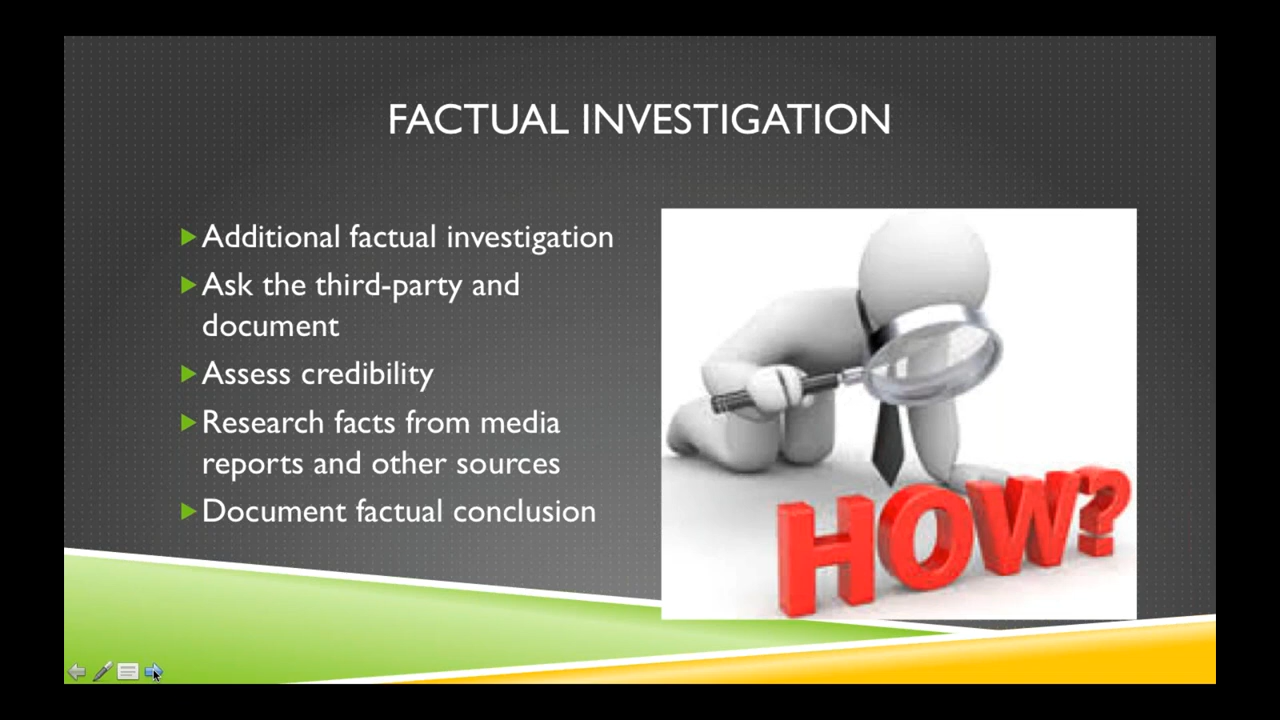 FACTUAL INVESTIGATION
Additional factual investigation
Ask the third-party and
document
Assess credibility
Research facts from media
reports and other sources
Document factual conclusion
HOW?